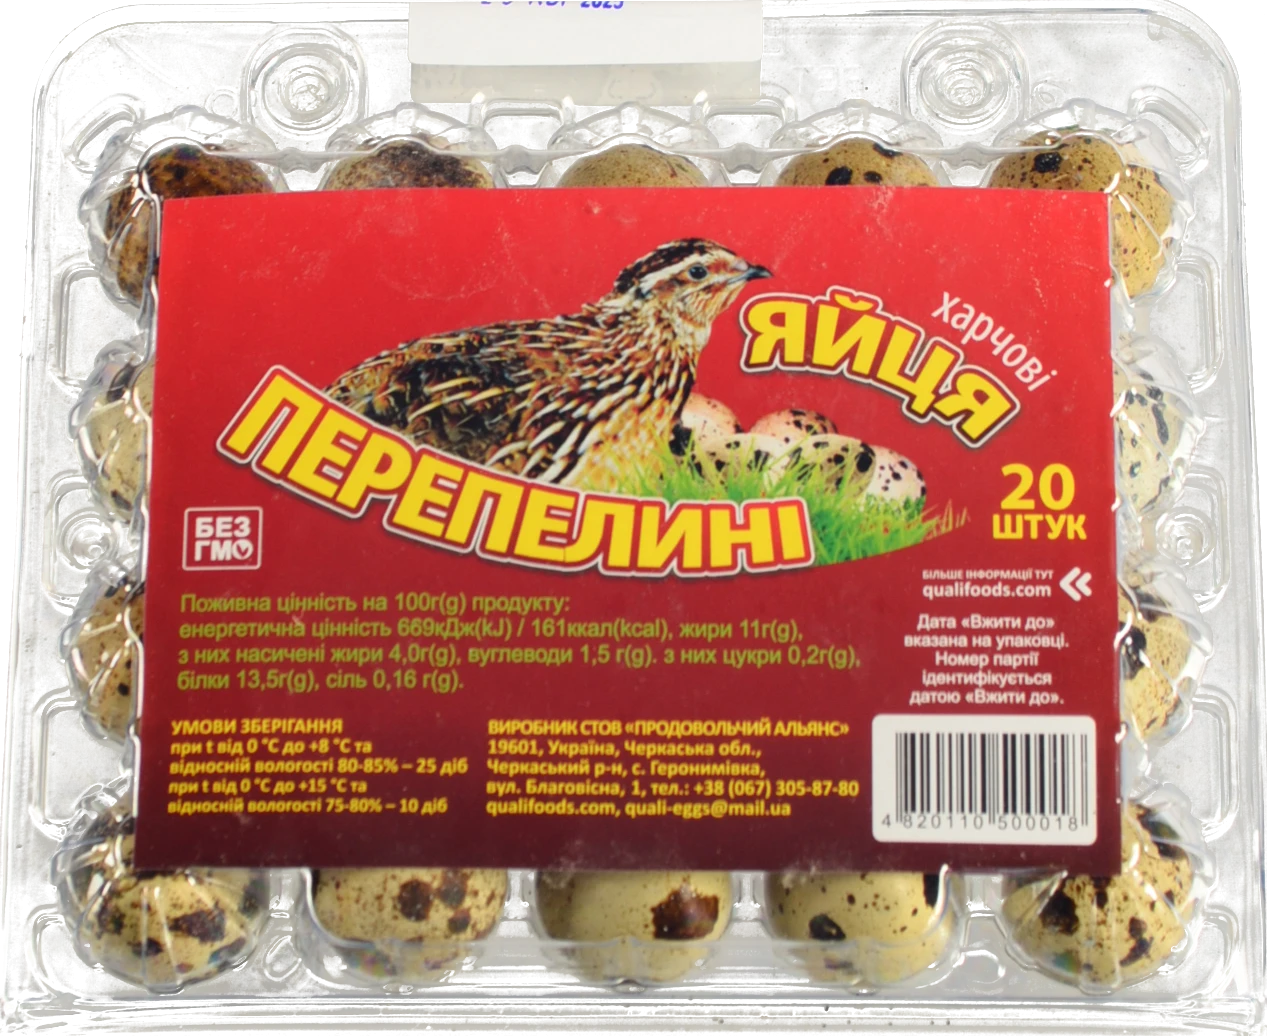 2023
харчові
ЯЙЦЯ
ПЕРЕПЕЛИНІ
20
ШТУК
БЕЗ
ГМО
БІЛЬШЕ ІНФОРМАЦІЇ ТУТ
qualifoods.com
Поживна цінність на 100г(g) продукту:
енергетична цінність 669кДж(kJ) / 161ккал(kcal), жири 11г(g),
з них насичені жири 4,0г(g), вуглеводи 1,5 г(g). з них цукри 0,2г(g),
білки 13,5г(g), сіль 0,16 г(g).
Дата «Вжити до»
вказана на упаковці.
Номер партії
ідентифікується
датою «Вжити до».
УМОВИ ЗБЕРІГАННЯ
при t від 0 °C до +8 °C та
відносній вологості 80-85% – 25 діб
при t від 0 °C до +15 °C та
відносній вологості 75-80% – 10 діб
ВИРОБНИК СТОВ «ПРОДОВОЛЬЧИЙ АЛЬЯНС»
19601, Україна, Черкаська обл.,
Черкаський р-н, с. Геронимівка,
вул. Благовісна, 1, тел.: +38 (067) 305-87-80
qualifoods.com, quali-eggs@mail.ua
4 820110 500018